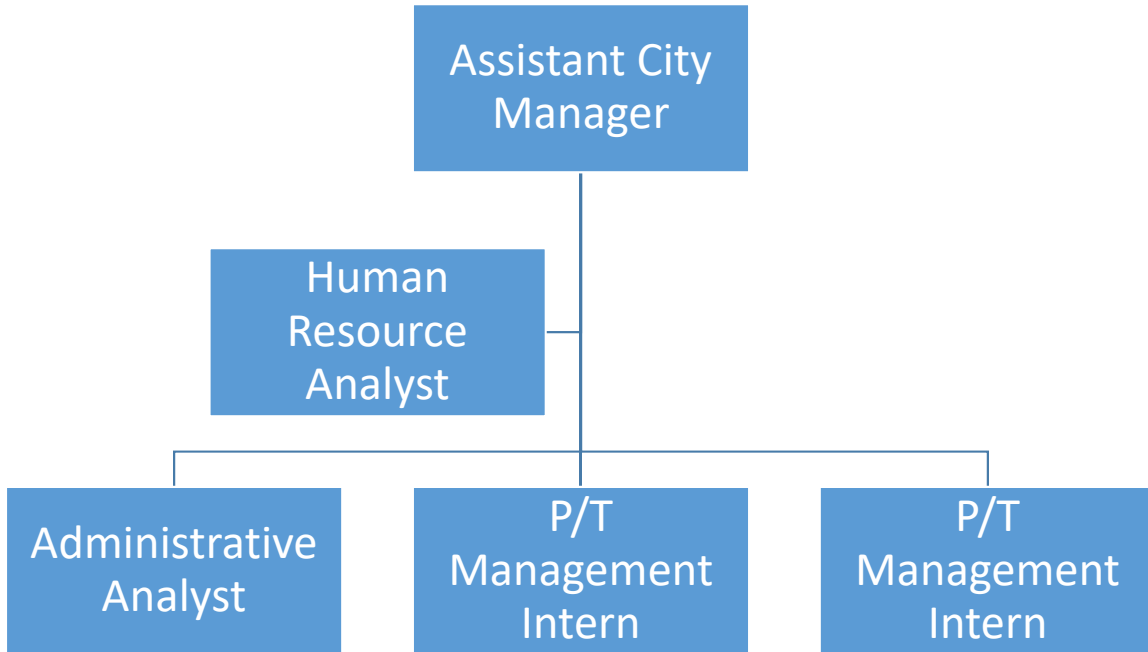 Assistant City
Manager
Human
Resource
Analyst
Administrative
Analyst
P/T
Management
Intern
P/T
Management
Intern